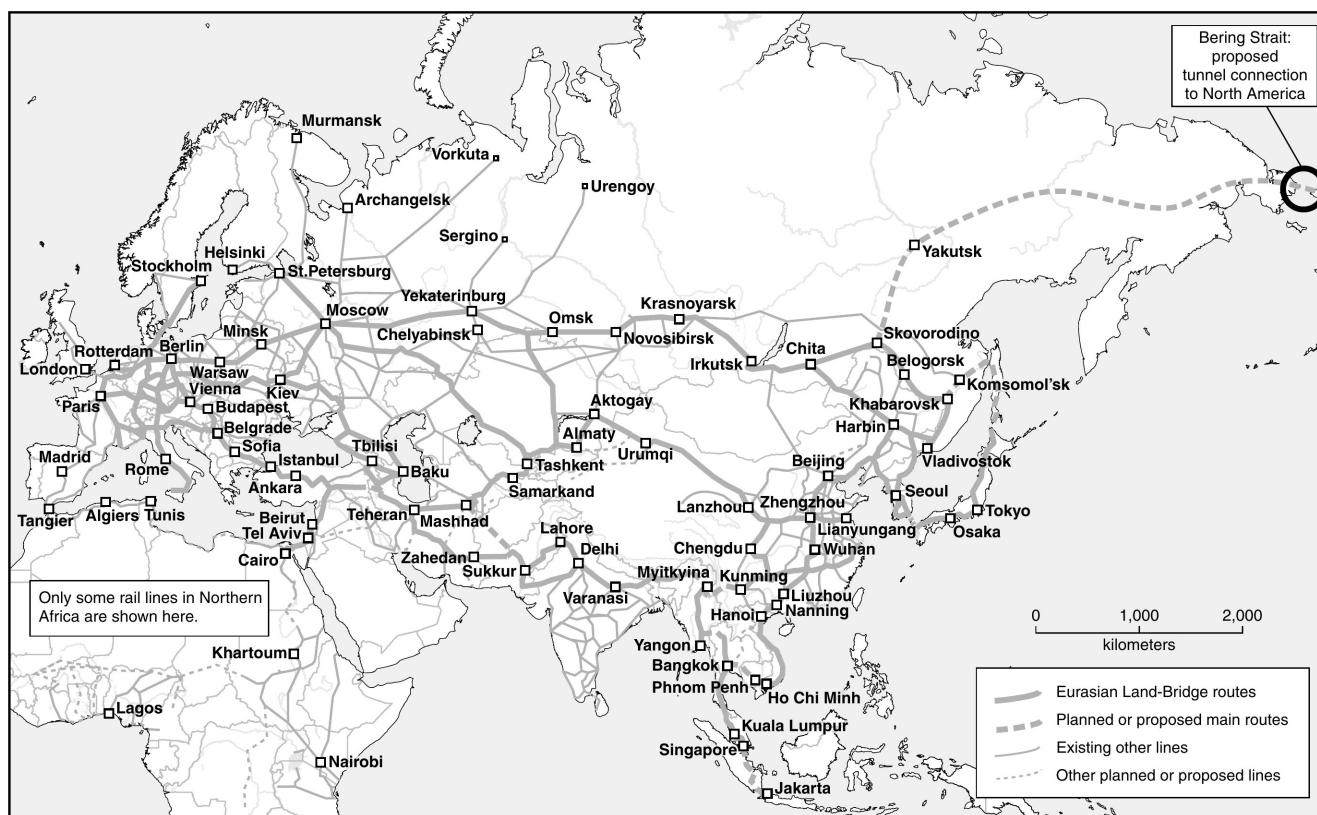 Bering Strait:
proposed
tunnel connection
to North America
Murmansk
Vorkuta
Urengoy
Archangelsk
Sergino
Yakutsk
Helsinki
Stockholm
St.Petersburg
Yekaterinburg
Krasnoyarsk
Moscow
Omsk
Chelyabinsk
Novosibirsk
Skovorodino
Minsk
Rotterdam
Berlin
London
Warsaw
Irkutsk
Chita
Belogorsk
Komsomol'sk
Vienna
Kiev
Paris
Budapest
Aktogay
Khabarovsk
Belgrade
Harbin
Sofia
Tbilisi
Almaty
Madrid
Rome
Istanbul
Urumqi
Vladivostok
Baku
Tashkent
Beijing
Ankara
Samarkand
Seoul
Tangier
Algiers
Tunis
Beirut
Teheran
Mashhad
Lanzhou
Zhengzhou
Tokyo
Tel Aviv
Lahore
Lianyungang
Osaka
Cairo
Zahedan
Delhi
Chengdu
Wuhan
Sukkur
Myitkyina
Kunming
Varanasi
Liuzhou
Hanoi
Nanning
Only some rail lines in Northern
Africa are shown here.
0
1,000
2,000
kilometers
Khartoum
Yangon
Bangkok
Phnom Penh
Ho Chi Minh
Lagos
Kuala Lumpur
Singapore
Nairobi
Jakarta
Eurasian Land-Bridge routes
Planned or proposed main routes
Existing other lines
Other planned or proposed lines